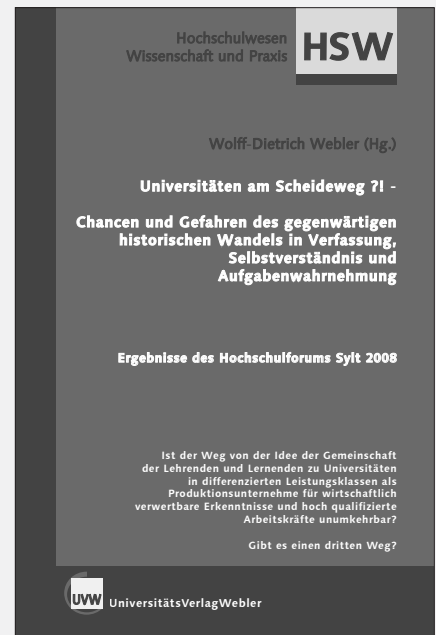 Hochschulwesen
Wissenschaft und Praxis
HSW
Wolff-Dietrich Webler (Hg.)
Universitäten am Scheideweg ?! -
Chancen und Gefahren des gegenwärtigen
historischen Wandels in Verfassung,
Selbstverständnis und
Aufgabenwahrnehmung
Ergebnisse des Hochschulforums Sylt 2008
Ist der Weg von der Idee der Gemeinschaft
der Lehrenden und Lernenden zu Universitäten
in differenzierten Leistungsklassen als
Produktionsunternehme für wirtschaftlich
verwertbare Erkenntnisse und hoch qualifizierte
Arbeitskräfte unumkehrbar?
Gibt es einen dritten Weg?
UVW UniversitätsVerlagWebler